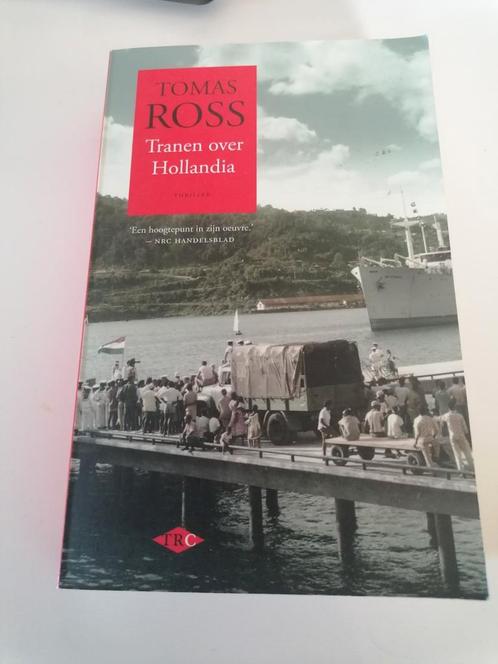 TOMAS
ROSS
Tranen over
Hollandia
THRILLER
'Een hoogtepunt in zijn oeuvre.'
– NRC HANDELSBLAD
TRC